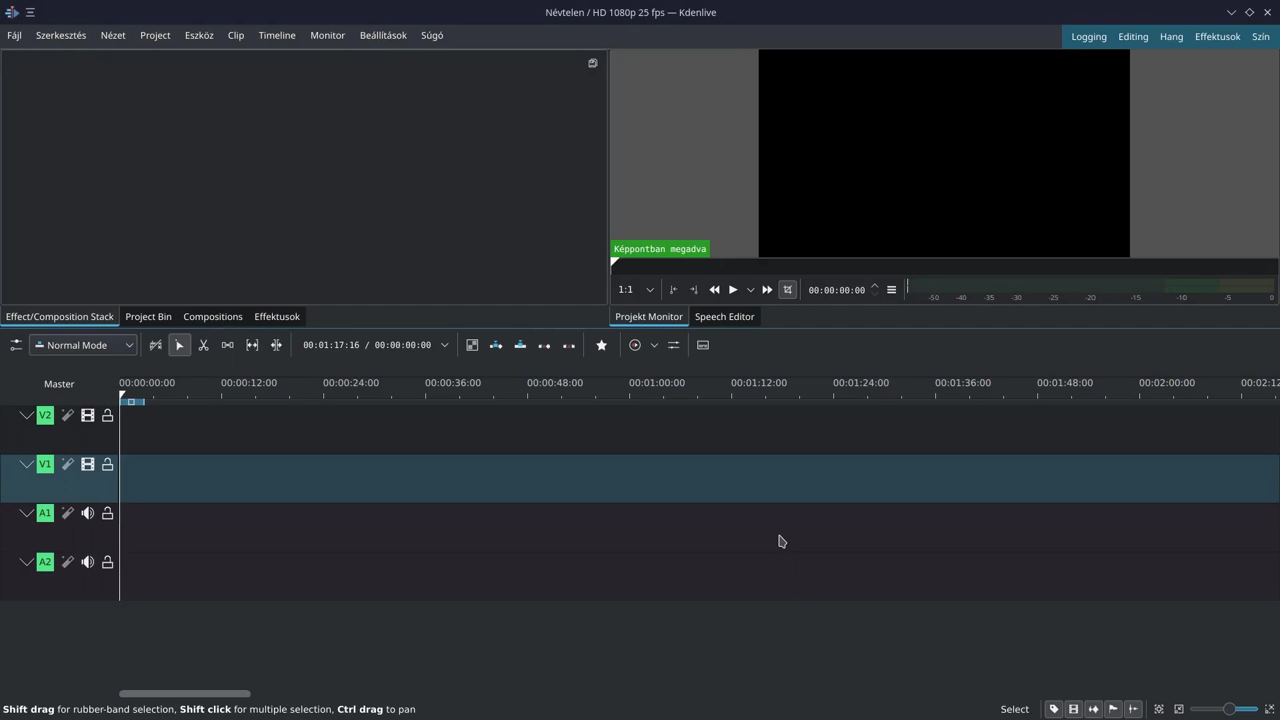 Névtelen / HD 1080p 25 fps — Kdenlive
Fájl Szerkesztés Nézet Project Eszköz Clip Timeline Monitor Beállítások Súgó
Logging Editing Hang Effektusok Szín
Képpontban megadva
1:1 00:00:00:00 -50 -40 -35 -30 -25 -20 -15 -10 -5 0
Effect/Composition Stack Project Bin Compositions Effektusok
Projekt Monitor Speech Editor
Normal Mode 00:01:17:16 / 00:00:00:00
Master 00:00:00:00 00:00:12:00 00:00:24:00 00:00:36:00 00:00:48:00 00:01:00:00 00:01:12:00 00:01:24:00 00:01:36:00 00:01:48:00 00:02:00:00 00:02:12
V2
V1
A1
A2
Shift drag for rubber-band selection, Shift click for multiple selection, Ctrl drag to pan
Select